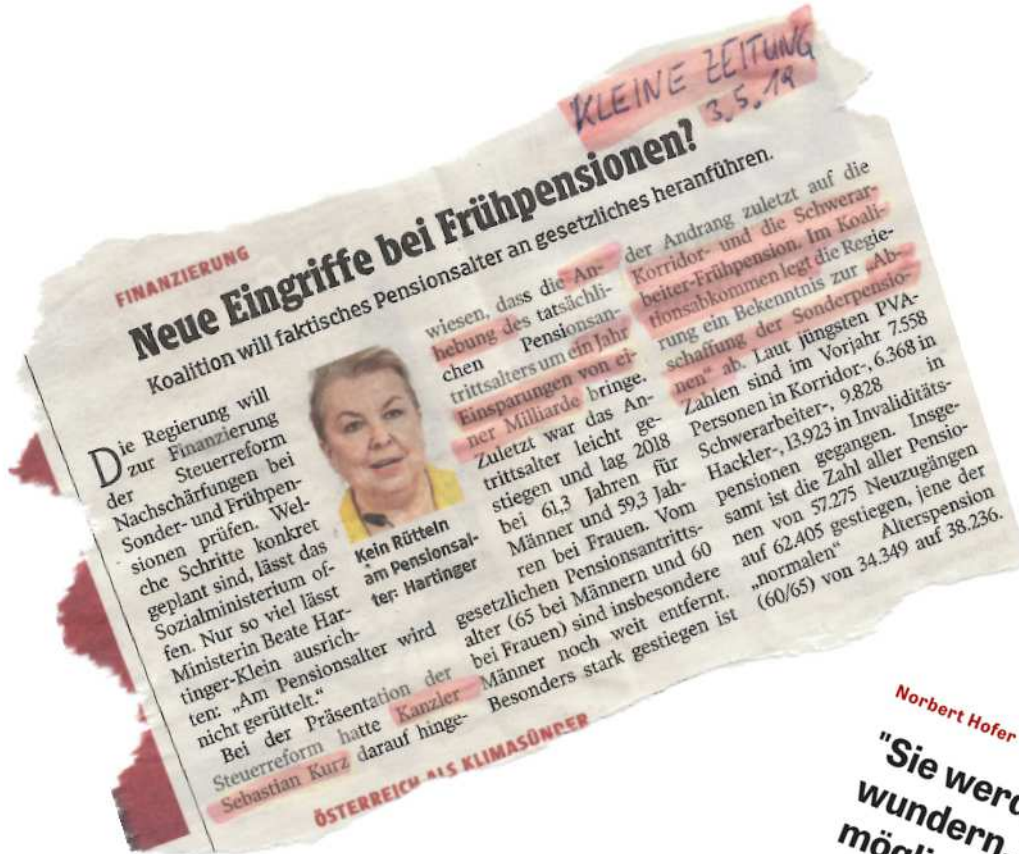 KLEINE ZEITUNG
3.5.19
FINANZIERUNG
Neue Eingriffe bei Frühpensionen?
Koalition will faktisches Pensionsalter an gesetzliches heranführen.
Die Regierung will
zur Finanzierung
der Steuerreform
Nachschärfungen bei
Sonder- und Frühpen-
sionen prüfen. Wel-
che Schritte konkret
geplant sind, lässt das
Sozialministerium of-
fen. Nur so viel lässt
Ministerin Beate Har-
tinger-Klein ausrich-
ten: „Am Pensionsalter wird
nicht gerüttelt.“
Bei der Präsentation der
Steuerreform hatte Kanzler
Sebastian Kurz darauf hinge-
Kein Rütteln
am Pensionsal-
ter: Hartinger
wiesen, dass die An-
hebung des tatsächli-
chen Pensionsan-
trittsalters um ein Jahr
Einsparungen von ei-
ner Milliarde bringe.
Zuletzt war das An-
trittsalter leicht ge-
stiegen und lag 2018
bei 61,3 Jahren für
Männer und 59,3 Jah-
ren bei Frauen. Vom
gesetzlichen Pensionsantritts-
alter (65 bei Männern und 60
bei Frauen) sind insbesondere
Männer noch weit entfernt.
Besonders stark gestiegen ist
der Andrang zuletzt auf die
Korridor- und die Schwerar-
beiter-Frühpension. Im Koali-
tionsabkommen legt die Regie-
rung ein Bekenntnis zur „Ab-
schaffung der Sonderpensio-
nen“ ab. Laut jüngsten PVA-
Zahlen sind im Vorjahr 7.558
Personen in Korridor-, 6.368 in
Schwerarbeiter-, 9.828 in
Hackler-, 13.923 in Invaliditäts-
pensionen gegangen. Insge-
samt ist die Zahl aller Pensio-
nen von 57.275 Neuzugängen
auf 62.405 gestiegen, jene der
„normalen“ Alterspension
(60/65) von 34.349 auf 38.236.
ÖSTERREICH ALS KLIMASÜNDER
Norbert Hofer
"Sie werd
wundern,
mögli